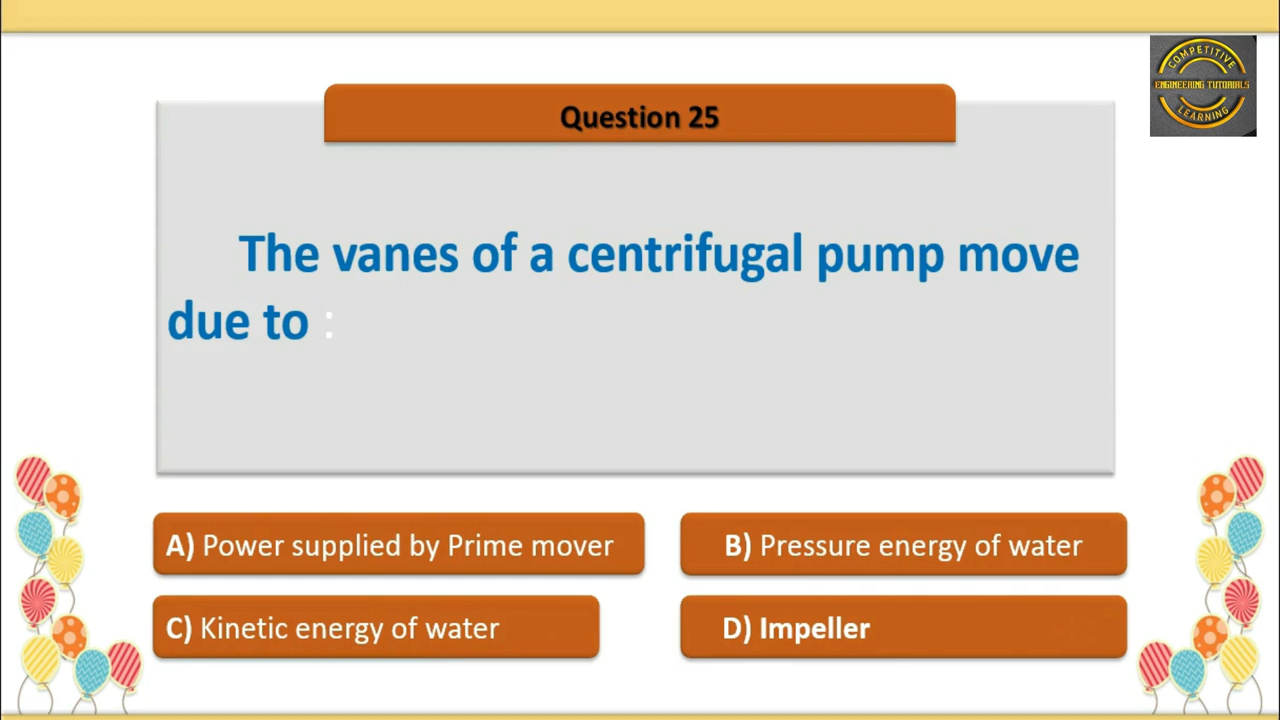 COMPETITIVE
ENGINEERING TUTORIALS
LEARNING
Question 25
The vanes of a centrifugal pump move
due to :
A) Power supplied by Prime mover
B) Pressure energy of water
C) Kinetic energy of water
D) Impeller